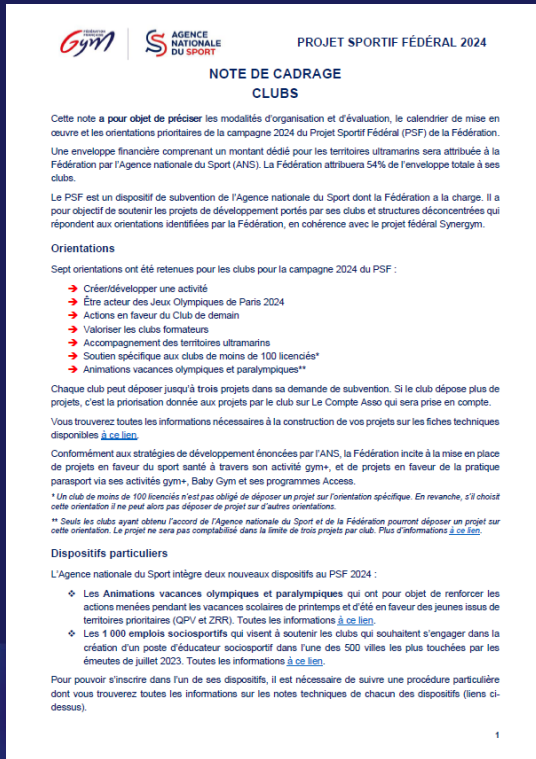 FÉDÉRATION FRANÇAISE
Gym
AGENCE
NATIONALE
DU SPORT
PROJET SPORTIF FÉDÉRAL 2024
NOTE DE CADRAGE
CLUBS
Cette note a pour objet de préciser les modalités d'organisation et d'évaluation, le calendrier de mise en
œuvre et les orientations prioritaires de la campagne 2024 du Projet Sportif Fédéral (PSF) de la Fédération.
Une enveloppe financière comprenant un montant dédié pour les territoires ultramarins sera attribuée à la
Fédération par l'Agence nationale du Sport (ANS). La Fédération attribuera 54% de l'enveloppe totale à ses
clubs.
Le PSF est un dispositif de subvention de l'Agence nationale du Sport dont la Fédération a la charge. Il a
pour objectif de soutenir les projets de développement portés par ses clubs et structures déconcentrées qui
répondent aux orientations identifiées par la Fédération, en cohérence avec le projet fédéral Synergym.
Orientations
Sept orientations ont été retenues pour les clubs pour la campagne 2024 du PSF :
➔ Créer/développer une activité
➔ Être acteur des Jeux Olympiques de Paris 2024
➔ Actions en faveur du Club de demain
➔ Valoriser les clubs formateurs
➔ Accompagnement des territoires ultramarins
➔ Soutien spécifique aux clubs de moins de 100 licenciés*
➔ Animations vacances olympiques et paralympiques**
Chaque club peut déposer jusqu'à trois projets dans sa demande de subvention. Si le club dépose plus de
projets, c'est la priorisation donnée aux projets par le club sur Le Compte Asso qui sera prise en compte.
Vous trouverez toutes les informations nécessaires à la construction de vos projets sur les fiches techniques
disponibles à ce lien.
Conformément aux stratégies de développement énoncées par l'ANS, la Fédération incite à la mise en place
de projets en faveur du sport santé à travers son activité gym+, et de projets en faveur de la pratique
parasport via ses activités gym+, Baby Gym et ses programmes Access.
* Un club de moins de 100 licenciés n'est pas obligé de déposer un projet sur l'orientation spécifique. En revanche, s'il choisit
cette orientation il ne peut alors pas déposer de projet sur d'autres orientations.
** Seuls les clubs ayant obtenu l'accord de l'Agence nationale du Sport et de la Fédération pourront déposer un projet sur
cette orientation. Le projet ne sera pas comptabilisé dans la limite de trois projets par club. Plus d'informations à ce lien.
Dispositifs particuliers
L'Agence nationale du Sport intègre deux nouveaux dispositifs au PSF 2024 :
❖ Les Animations vacances olympiques et paralympiques qui ont pour objet de renforcer les
actions menées pendant les vacances scolaires de printemps et d'été en faveur des jeunes issus de
territoires prioritaires (QPV et ZRR). Toutes les informations à ce lien.
❖ Les 1 000 emplois sociosportifs qui visent à soutenir les clubs qui souhaitent s'engager dans la
création d'un poste d'éducateur sociosportif dans l'une des 500 villes les plus touchées par les
émeutes de juillet 2023. Toutes les informations à ce lien.
Pour pouvoir s'inscrire dans l'un de ses dispositifs, il est nécessaire de suivre une procédure particulière
dont vous trouverez toutes les informations sur les notes techniques de chacun des dispositifs (liens ci-
dessus).
1